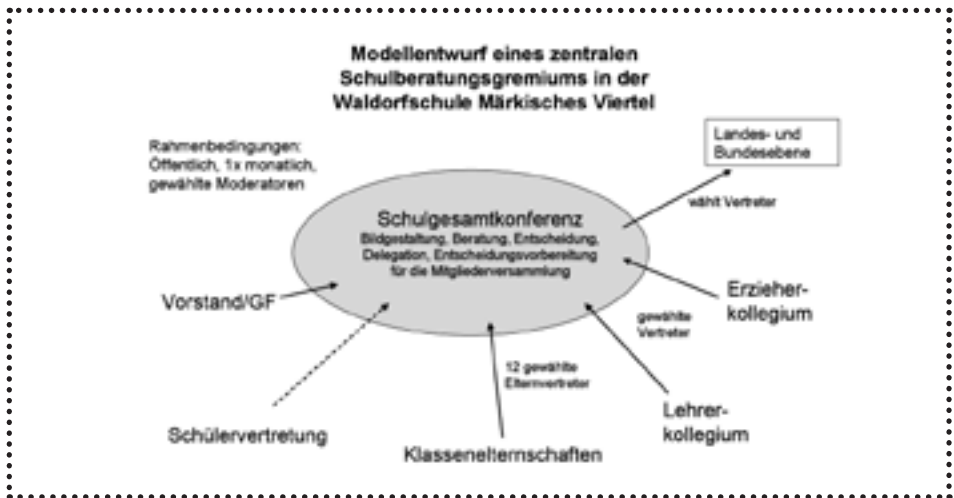 Modellentwurf eines zentralen
Schulberatungsgremiums in der
Waldorfschule Märkisches Viertel
Rahmenbedingungen:
Öffentlich, 1x monatlich,
gewählte Moderatoren
Landes- und
Bundesebene
wählt Vertreter
Schulgesamtkonferenz
Bildgestaltung, Beratung, Entscheidung,
Delegation, Entscheidungsvorbereitung
für die Mitgliederversammlung
Vorstand/GF
Erzieher-
kollegium
gewählte
Vertreter
12 gewählte
Elternvertreter
Schülervertretung
Klassenelternschaften
Lehrer-
kollegium